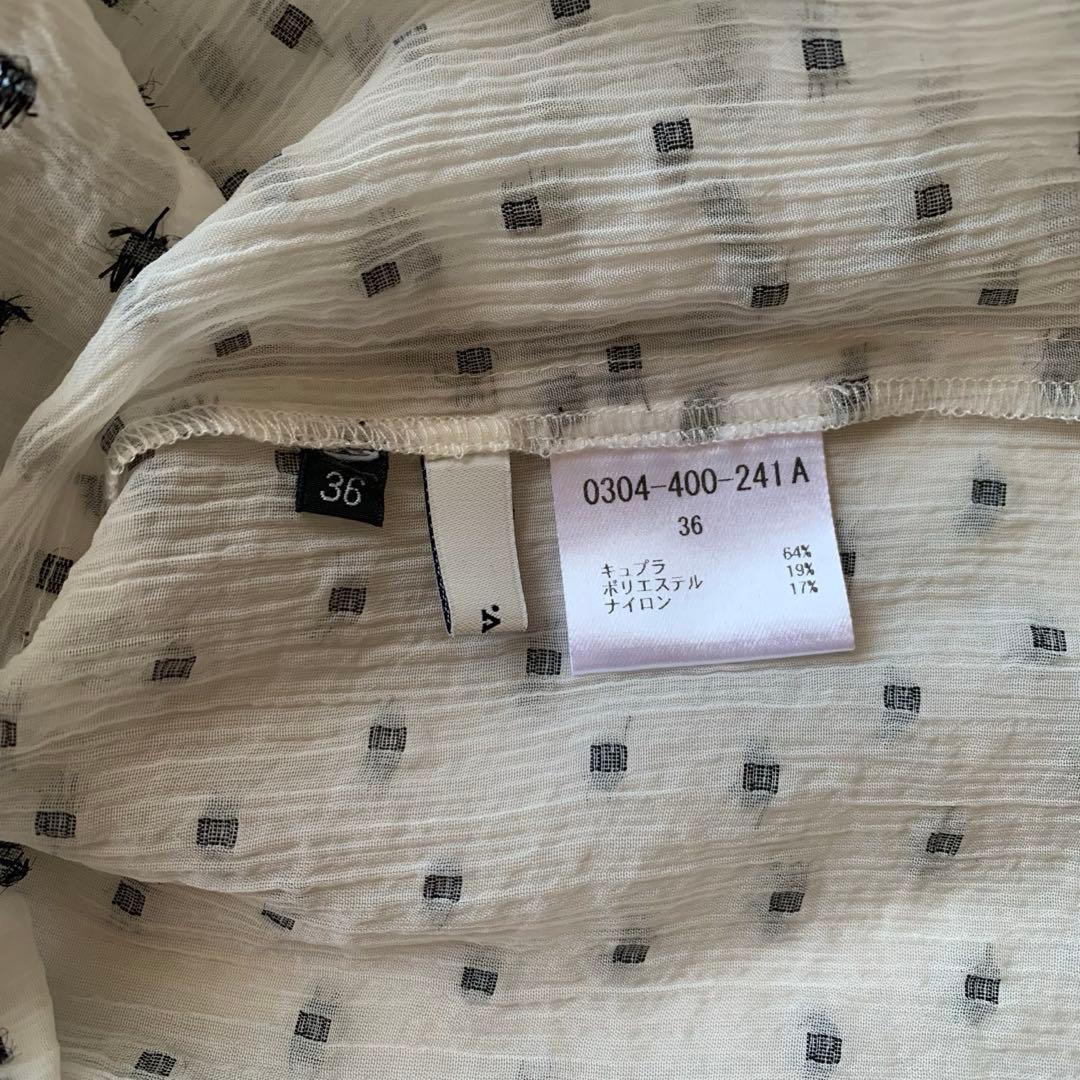 36
v.
0304-400-241A
36
キュプラ 64%
ポリエステル 19%
ナイロン 17%